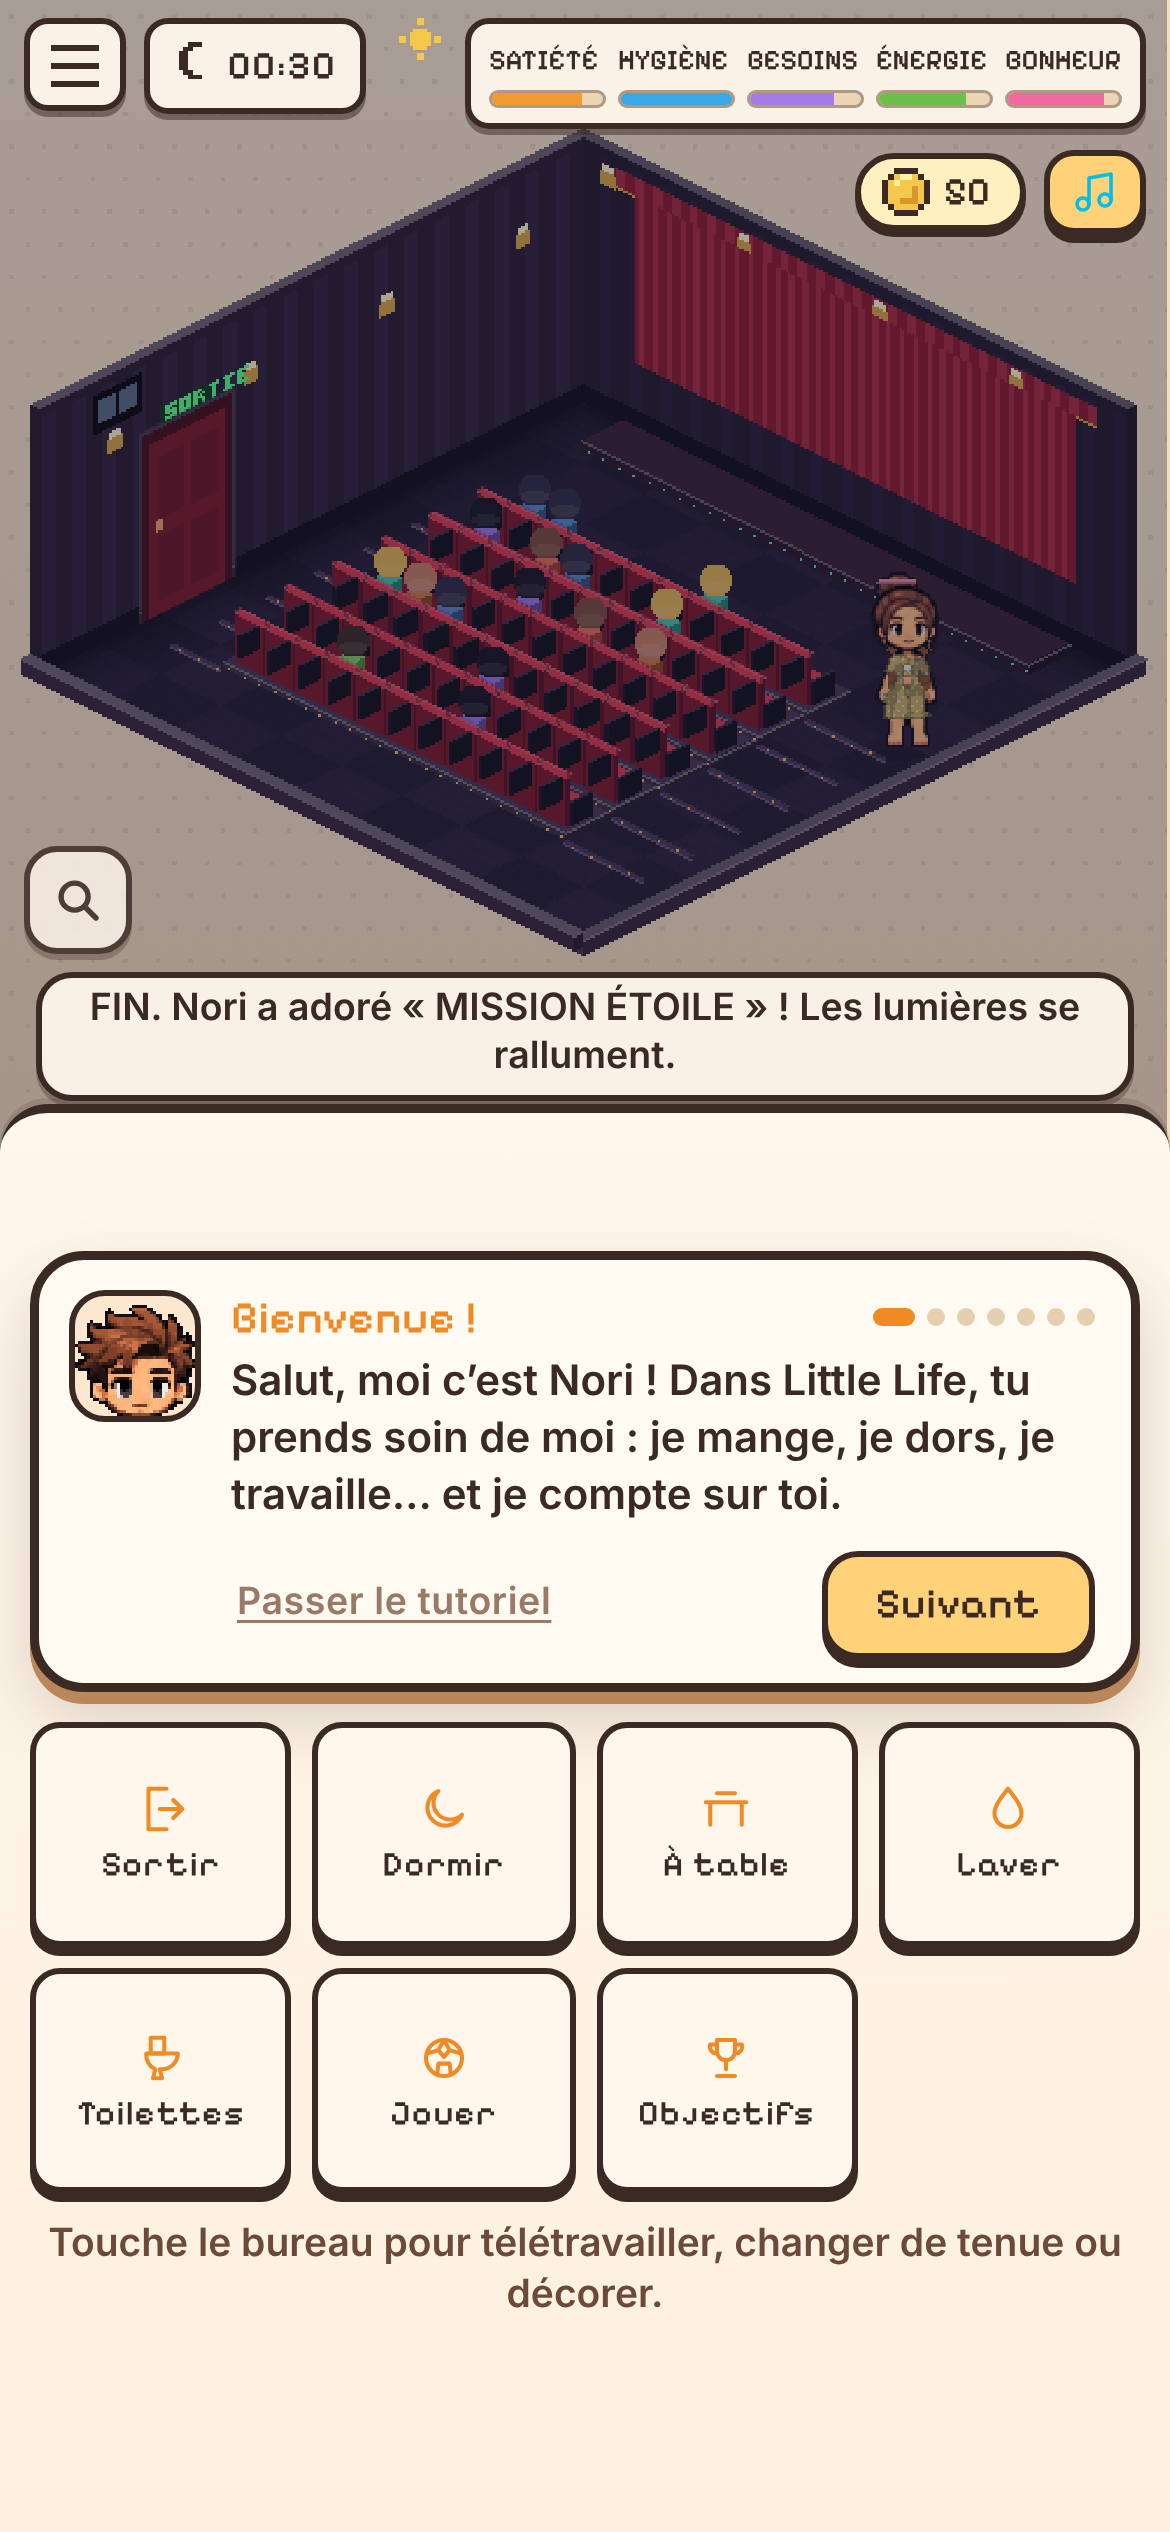 00:30
SATIÉTÉ HYGIÈNE BESOINS ÉNERGIE BONHEUR
50
SORTIE
FIN. Nori a adoré « MISSION ÉTOILE » ! Les lumières se
rallument.
Bienvenue !
Salut, moi c’est Nori ! Dans Little Life, tu
prends soin de moi : je mange, je dors, je
travaille… et je compte sur toi.
Passer le tutoriel
Suivant
Sortir
Dormir
À table
Laver
Toilettes
Jouer
Objectifs
Touche le bureau pour télétravailler, changer de tenue ou
décorer.